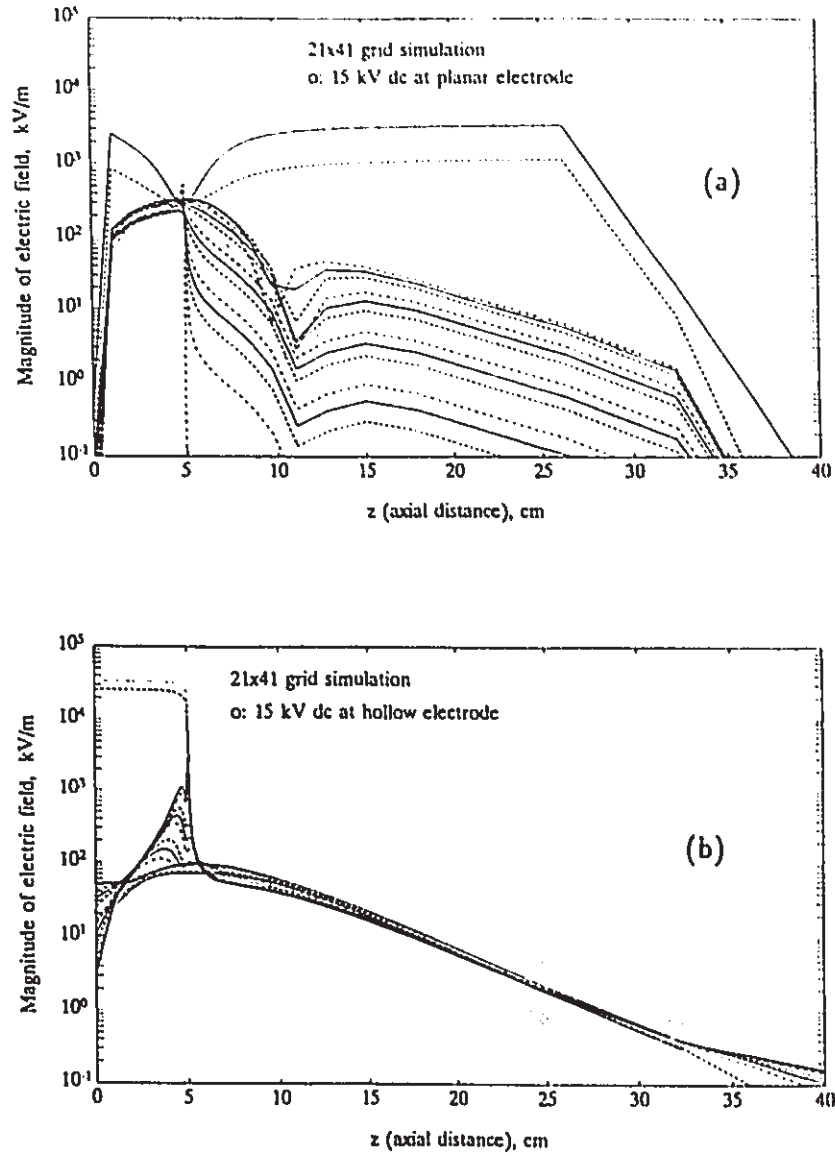 10⁵
10⁴
10³
10²
10¹
10⁰
10⁻¹
Magnitude of electric field, kV/m
21x41 grid simulation
o: 15 kV dc at planar electrode
(a)
0 5 10 15 20 25 30 35 40
z (axial distance), cm
10⁵
10⁴
10³
10²
10¹
10⁰
10⁻¹
Magnitude of electric field, kV/m
21x41 grid simulation
o: 15 kV dc at hollow electrode
(b)
0 5 10 15 20 25 30 35 40
z (axial distance), cm